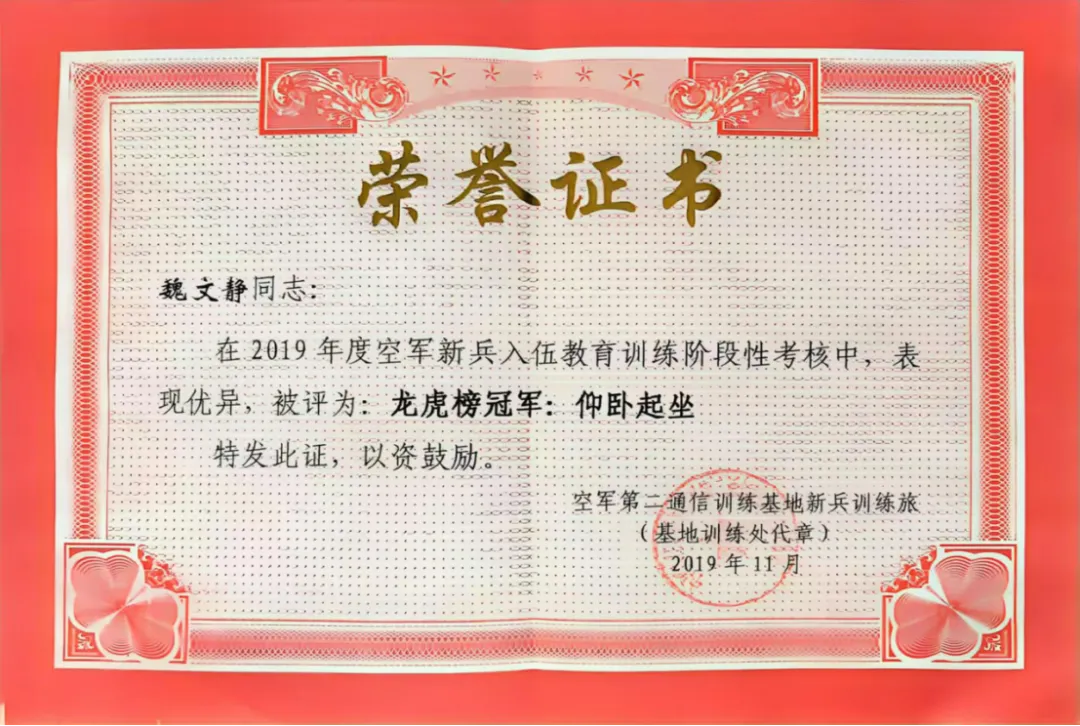 荣誉证书
魏文静同志：
在2019年度空军新兵入伍教育训练阶段性考核中，表
现优异，被评为：龙虎榜冠军：仰卧起坐
特发此证，以资鼓励。
空军第二通信训练基地新兵训练旅
（基地训练处代章）
2019年11月